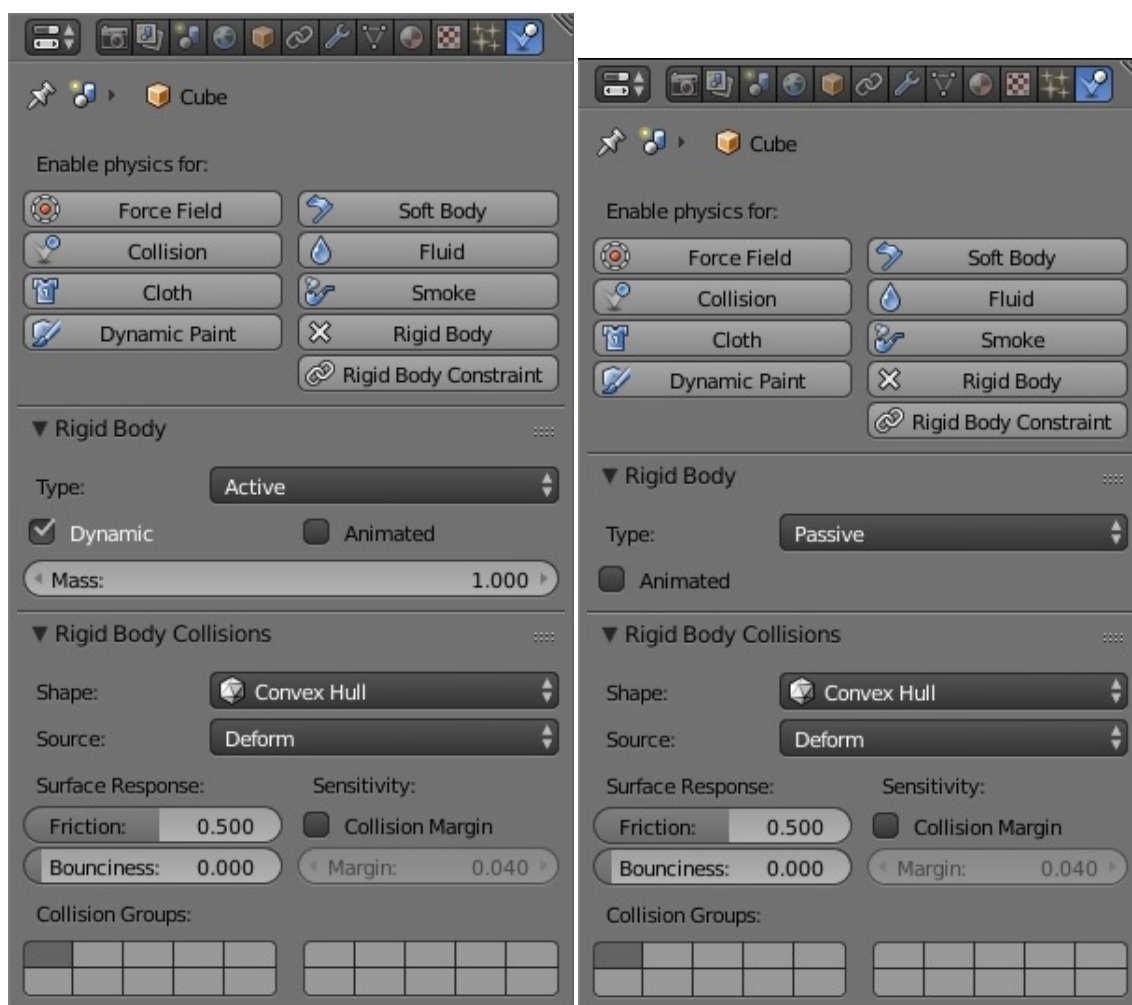 Cube
Enable physics for:
Force Field Soft Body
Collision Fluid
Cloth Smoke
Dynamic Paint Rigid Body
Rigid Body Constraint
Rigid Body
Type: Active
Dynamic Animated
Mass: 1.000
Rigid Body Collisions
Shape: Convex Hull
Source: Deform
Surface Response: Sensitivity:
Friction: 0.500 Collision Margin
Bounciness: 0.000 Margin: 0.040
Collision Groups:
Cube
Enable physics for:
Force Field Soft Body
Collision Fluid
Cloth Smoke
Dynamic Paint Rigid Body
Rigid Body Constraint
Rigid Body
Type: Passive
Animated
Rigid Body Collisions
Shape: Convex Hull
Source: Deform
Surface Response: Sensitivity:
Friction: 0.500 Collision Margin
Bounciness: 0.000 Margin: 0.040
Collision Groups: